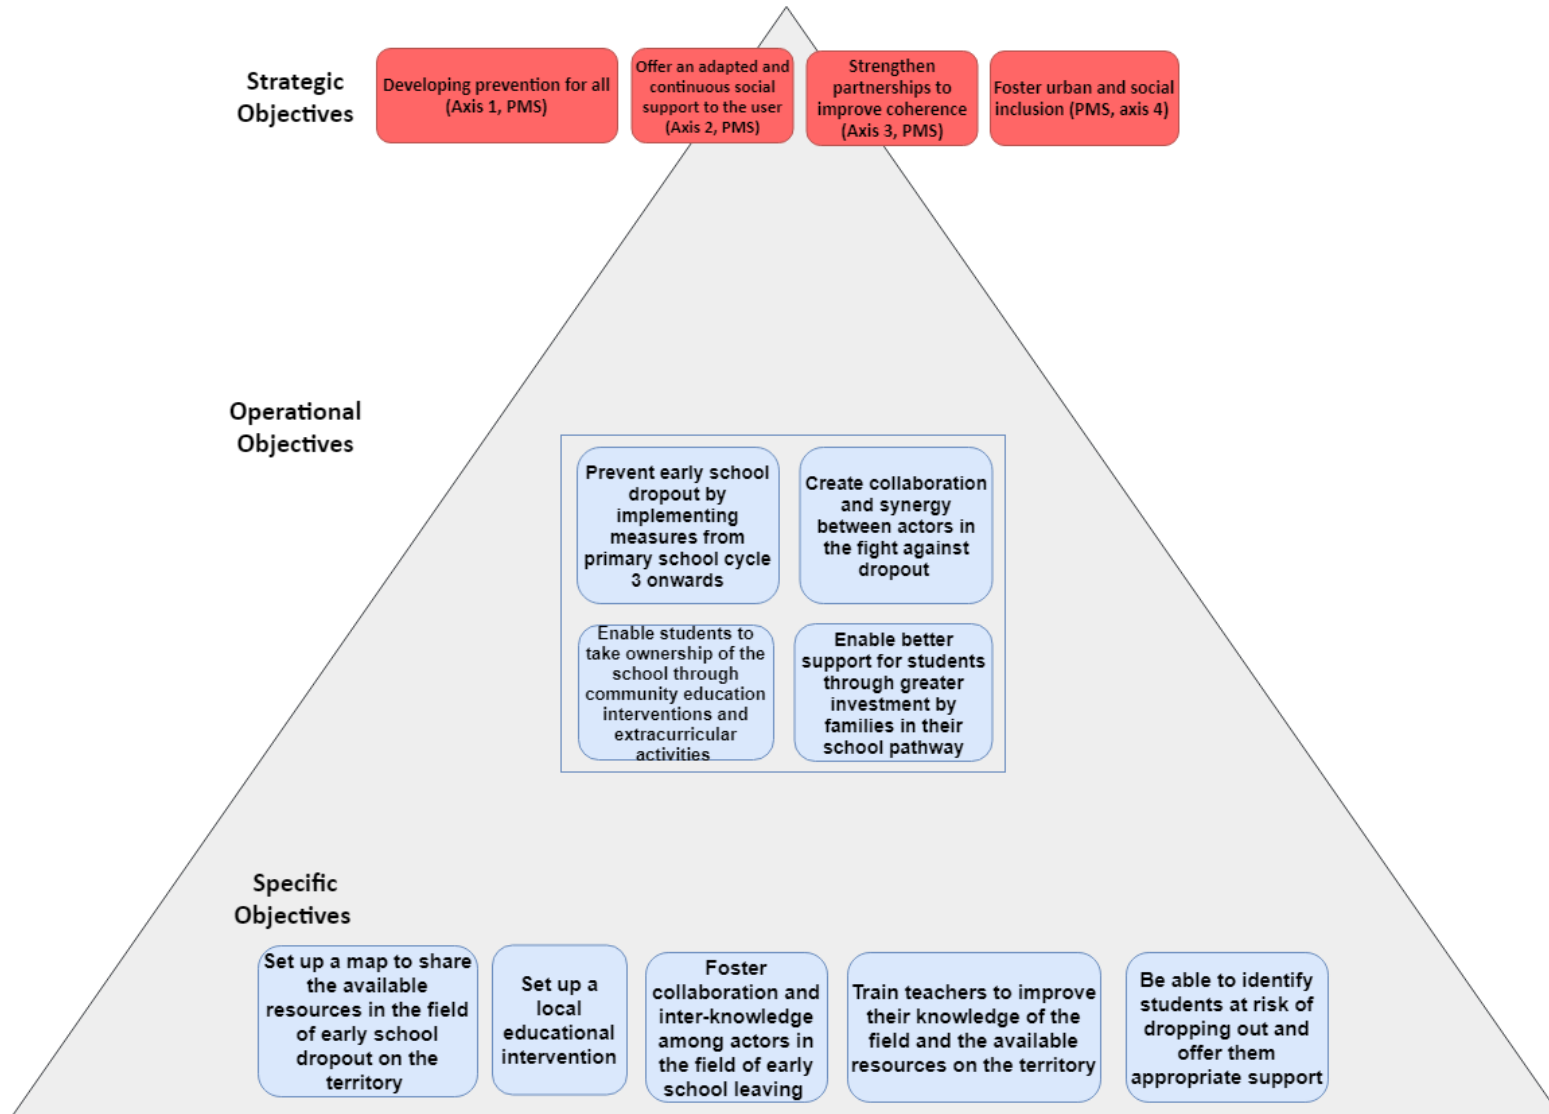 Strategic
Objectives
Developing prevention for all
(Axis 1, PMS)
Offer an adapted and
continuous social
support to the user
(Axis 2, PMS)
Strengthen
partnerships to
improve coherence
(Axis 3, PMS)
Foster urban and social
inclusion (PMS, axis 4)
Operational
Objectives
Prevent early school
dropout by
implementing
measures from
primary school cycle
3 onwards
Create collaboration
and synergy
between actors in
the fight against
dropout
Enable students to
take ownership of the
school through
community education
interventions and
extracurricular
activities
Enable better
support for students
through greater
investment by
families in their
school pathway
Specific
Objectives
Set up a map to share
the available
resources in the field
of early school
dropout on the
territory
Set up a
local
educational
intervention
Foster
collaboration and
inter-knowledge
among actors in
the field of early
school leaving
Train teachers to improve
their knowledge of the
field and the available
resources on the territory
Be able to identify
students at risk of
dropping out and
offer them
appropriate support